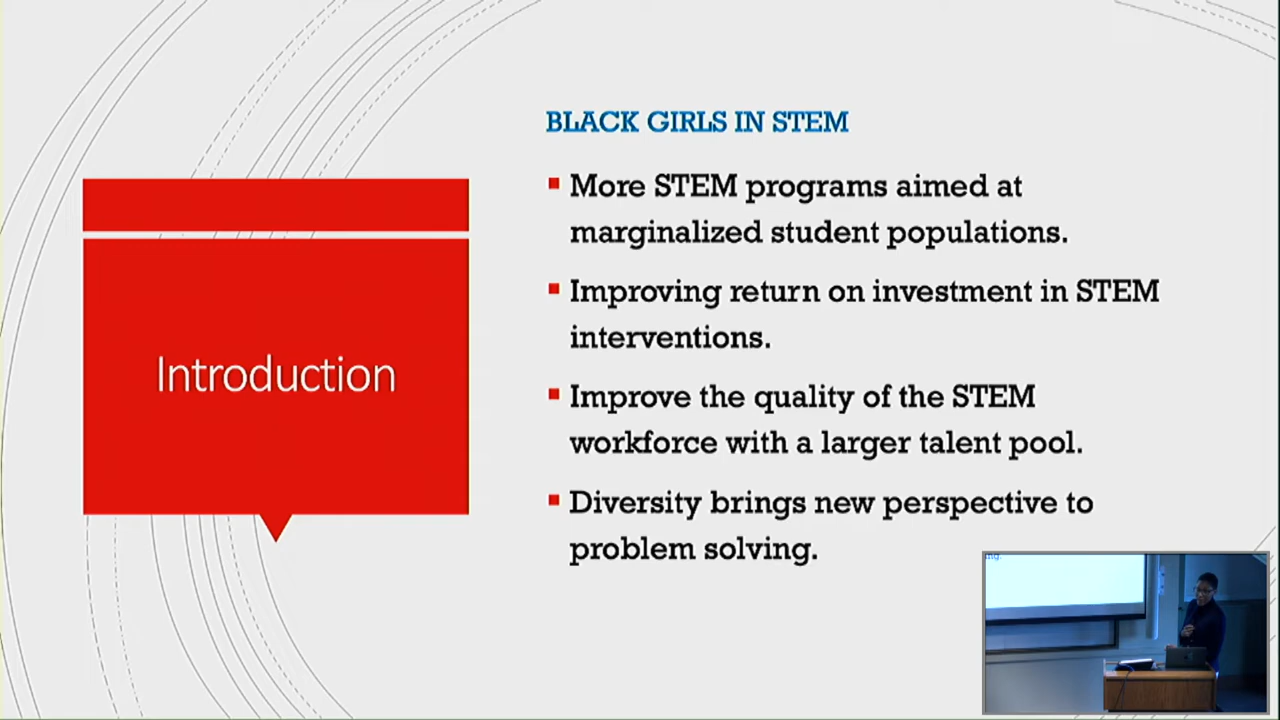 Introduction
BLACK GIRLS IN STEM
More STEM programs aimed at
marginalized student populations.
Improving return on investment in STEM
interventions.
Improve the quality of the STEM
workforce with a larger talent pool.
Diversity brings new perspective to
problem solving.
ng.